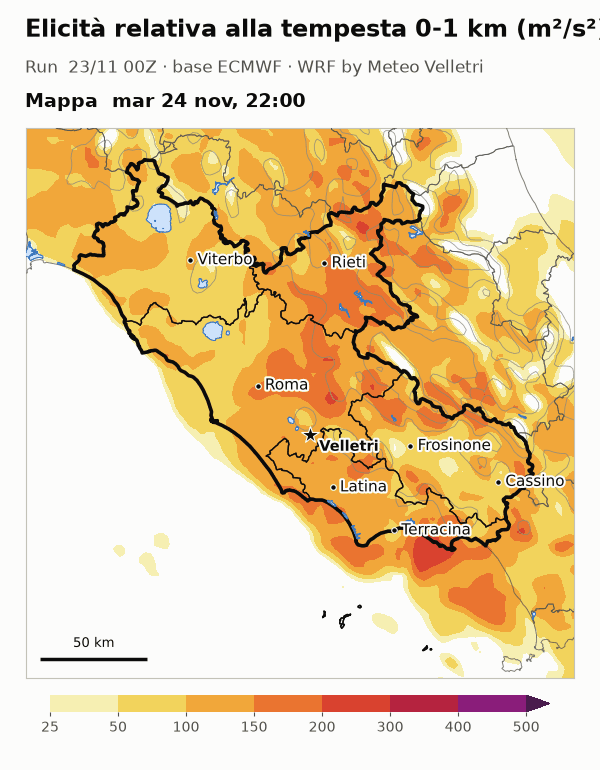 Elicità relativa alla tempesta 0-1 km (m²/s²)
Run  23/11 00Z · base ECMWF · WRF by Meteo Velletri
Mappa  mar 24 nov, 22:00
Viterbo
Rieti
Roma
Velletri
Frosinone
Cassino
Latina
Terracina
50 km
25 50 100 150 200 300 400 500